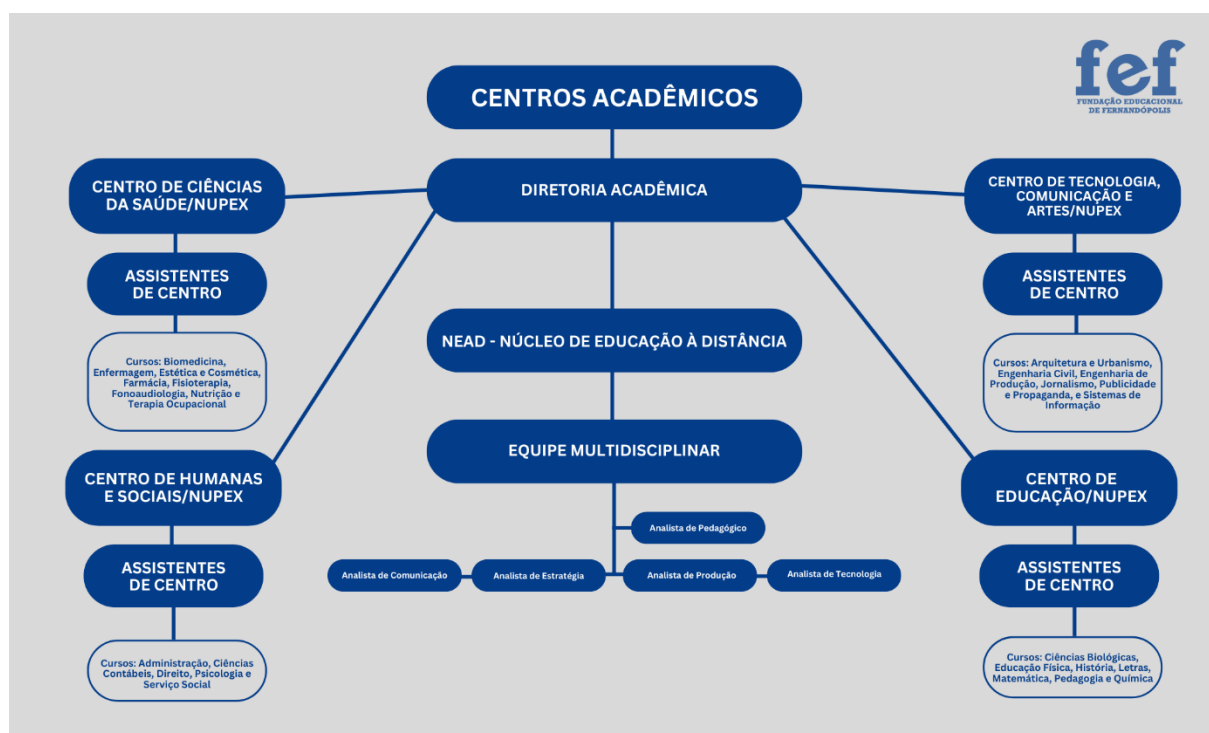 fef
FUNDAÇÃO EDUCACIONAL
DE FERNANDÓPOLIS
CENTROS ACADÊMICOS
DIRETORIA ACADÊMICA
CENTRO DE CIÊNCIAS
DA SAÚDE/NUPEX
ASSISTENTES
DE CENTRO
Cursos: Biomedicina,
Enfermagem, Estética e Cosmética,
Farmácia, Fisioterapia,
Fonoaudiologia, Nutrição e
Terapia Ocupacional
CENTRO DE TECNOLOGIA,
COMUNICAÇÃO E
ARTES/NUPEX
ASSISTENTES
DE CENTRO
Cursos: Arquitetura e Urbanismo,
Engenharia Civil, Engenharia de
Produção, Jornalismo, Publicidade
e Propaganda, e Sistemas de
Informação
NEAD - NÚCLEO DE EDUCAÇÃO À DISTÂNCIA
EQUIPE MULTIDISCIPLINAR
Analista de Pedagógico
Analista de Comunicação
Analista de Estratégia
Analista de Produção
Analista de Tecnologia
CENTRO DE HUMANAS
E SOCIAIS/NUPEX
ASSISTENTES
DE CENTRO
Cursos: Administração, Ciências
Contábeis, Direito, Psicologia e
Serviço Social
CENTRO DE
EDUCAÇÃO/NUPEX
ASSISTENTES
DE CENTRO
Cursos: Ciências Biológicas,
Educação Física, História, Letras,
Matemática, Pedagogia e Química